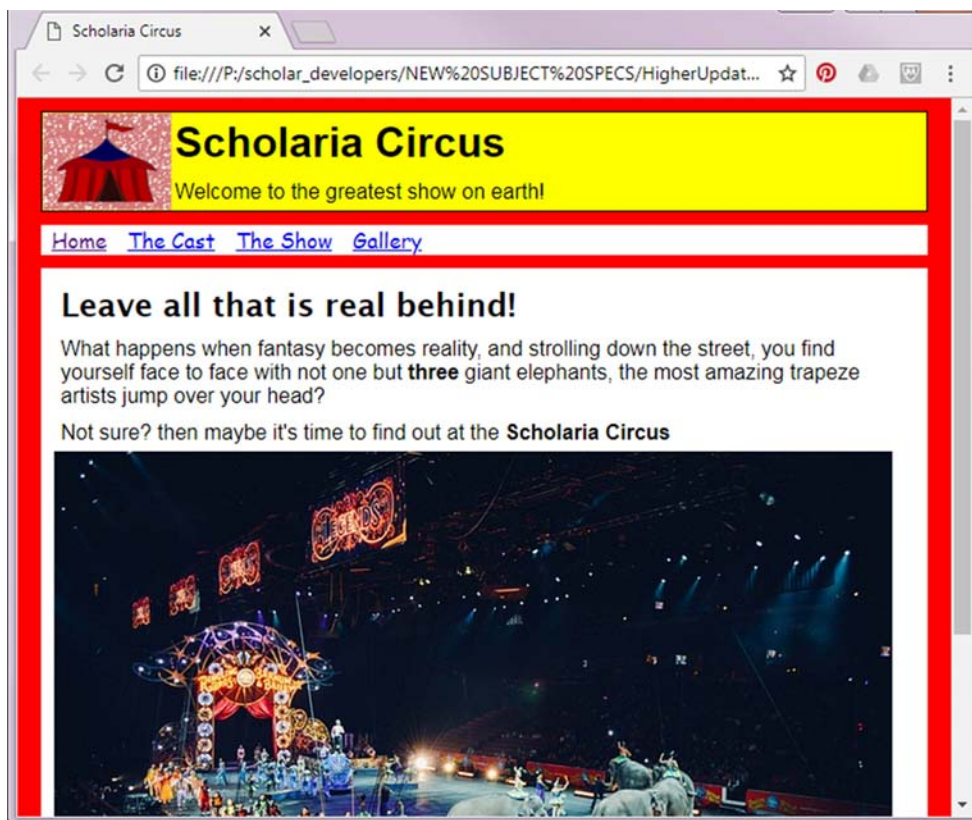 Scholaria Circus
file:///P:/scholar_developers/NEW%20SUBJECT%20SPECS/HigherUpdat...
Scholaria Circus
Welcome to the greatest show on earth!
Home The Cast The Show Gallery
Leave all that is real behind!
What happens when fantasy becomes reality, and strolling down the street, you find
yourself face to face with not one but three giant elephants, the most amazing trapeze
artists jump over your head?
Not sure? then maybe it's time to find out at the Scholaria Circus
LEGENDS